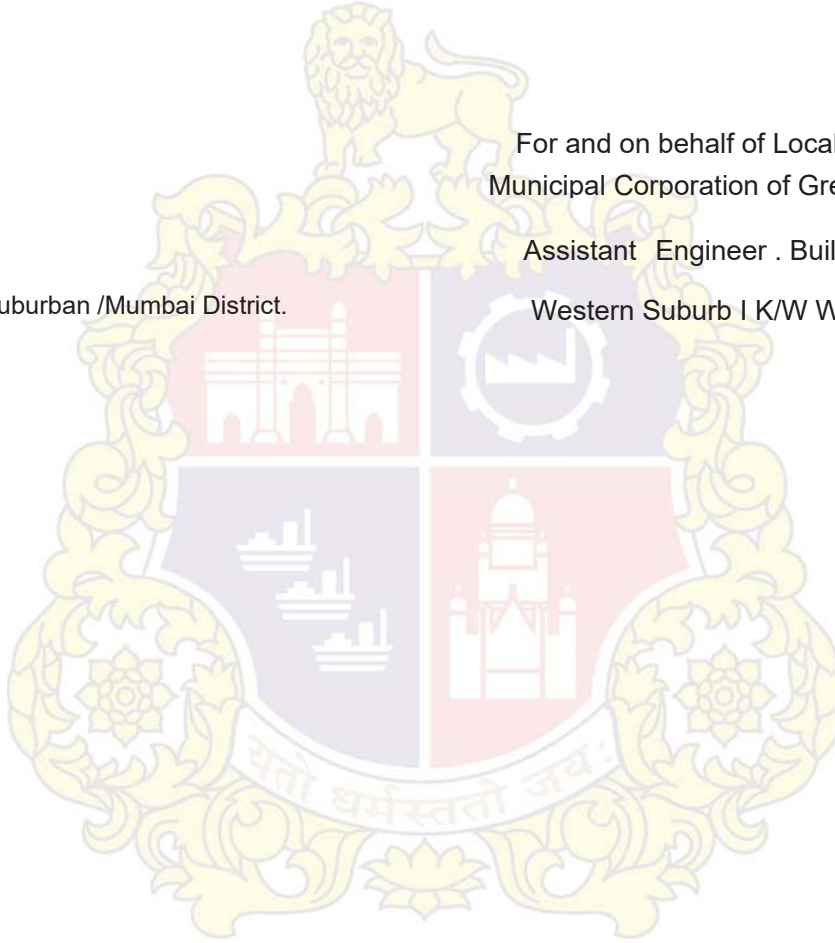 For and on behalf of Local
Municipal Corporation of Gre
Assistant Engineer . Buil
uburban /Mumbai District.
Western Suburb I K/W W
यतो धर्मस्ततो जय: